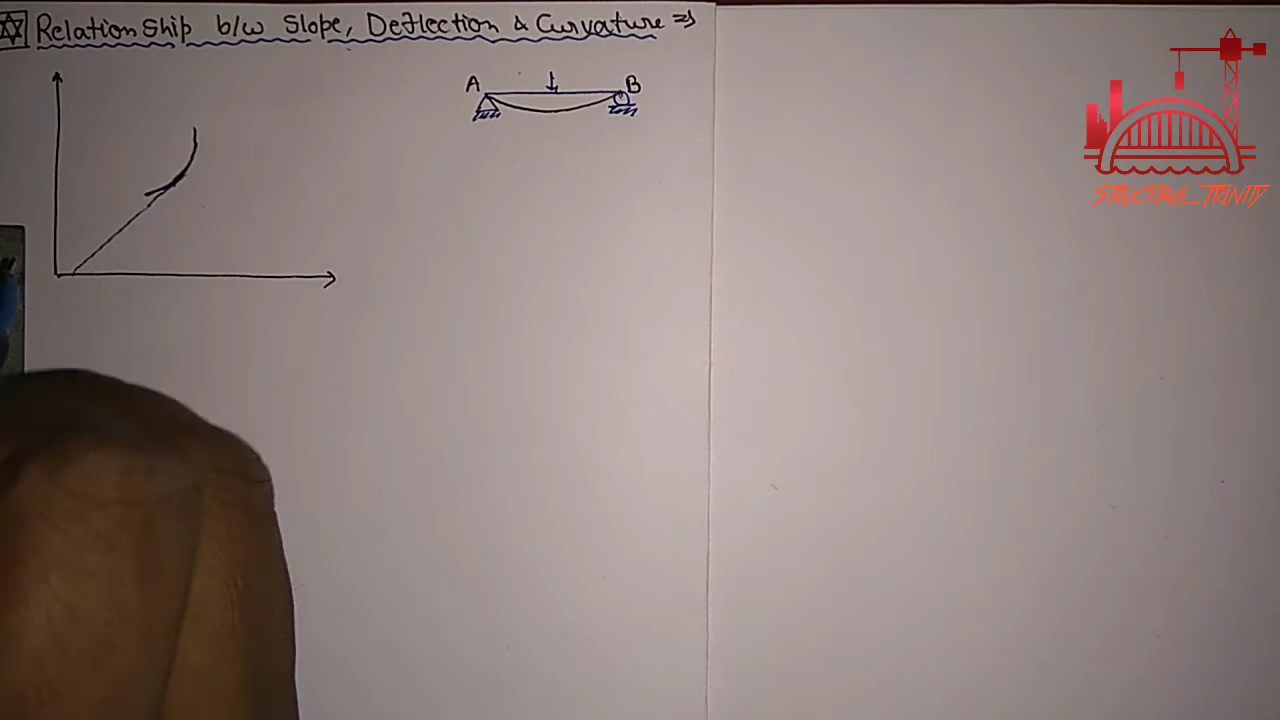 RelationShip b/w Slope, Deflection & Curvature ⇒
A B
STRUCTURAL_TRINITY